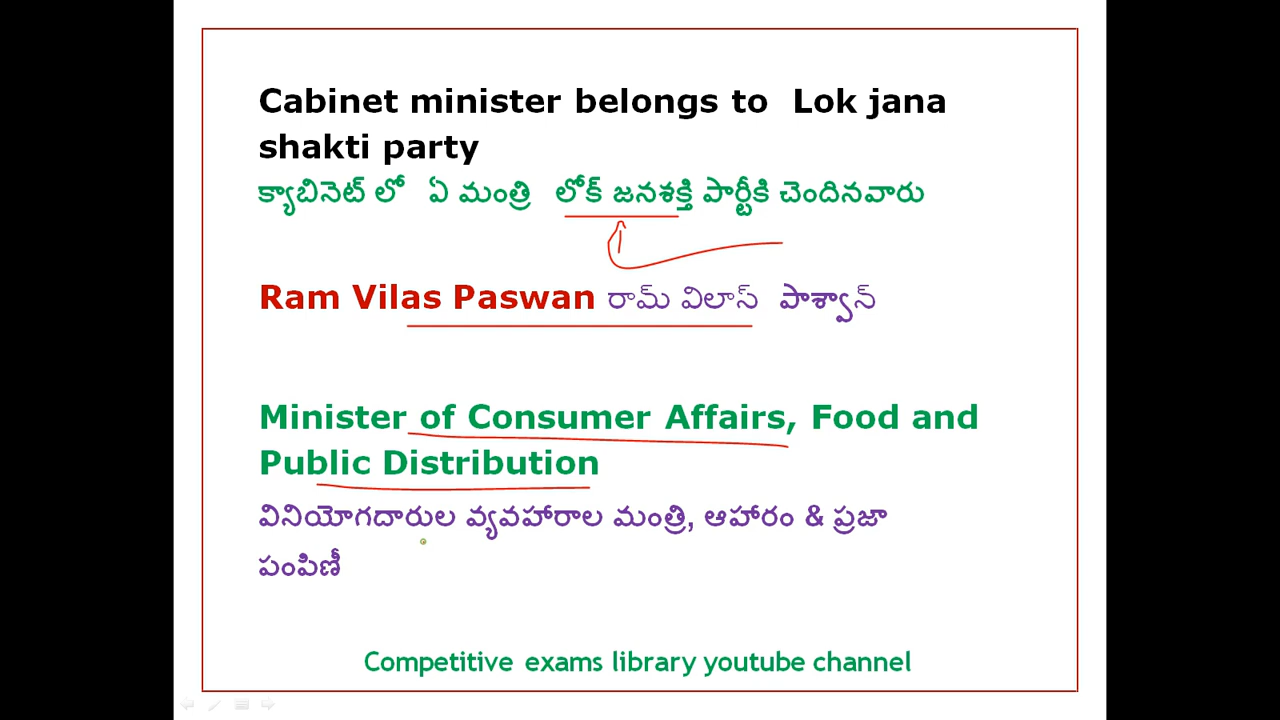 Cabinet minister belongs to Lok jana
shakti party
క్యాబినెట్ లో ఏ మంత్రి లోక్ జనశక్తి పార్టీకి చెందినవారు
Ram Vilas Paswan రామ్ విలాస్ పాశ్వాన్
Minister of Consumer Affairs, Food and
Public Distribution
వినియోగదారుల వ్యవహారాల మంత్రి, ఆహారం & ప్రజా
పంపిణీ
Competitive exams library youtube channel